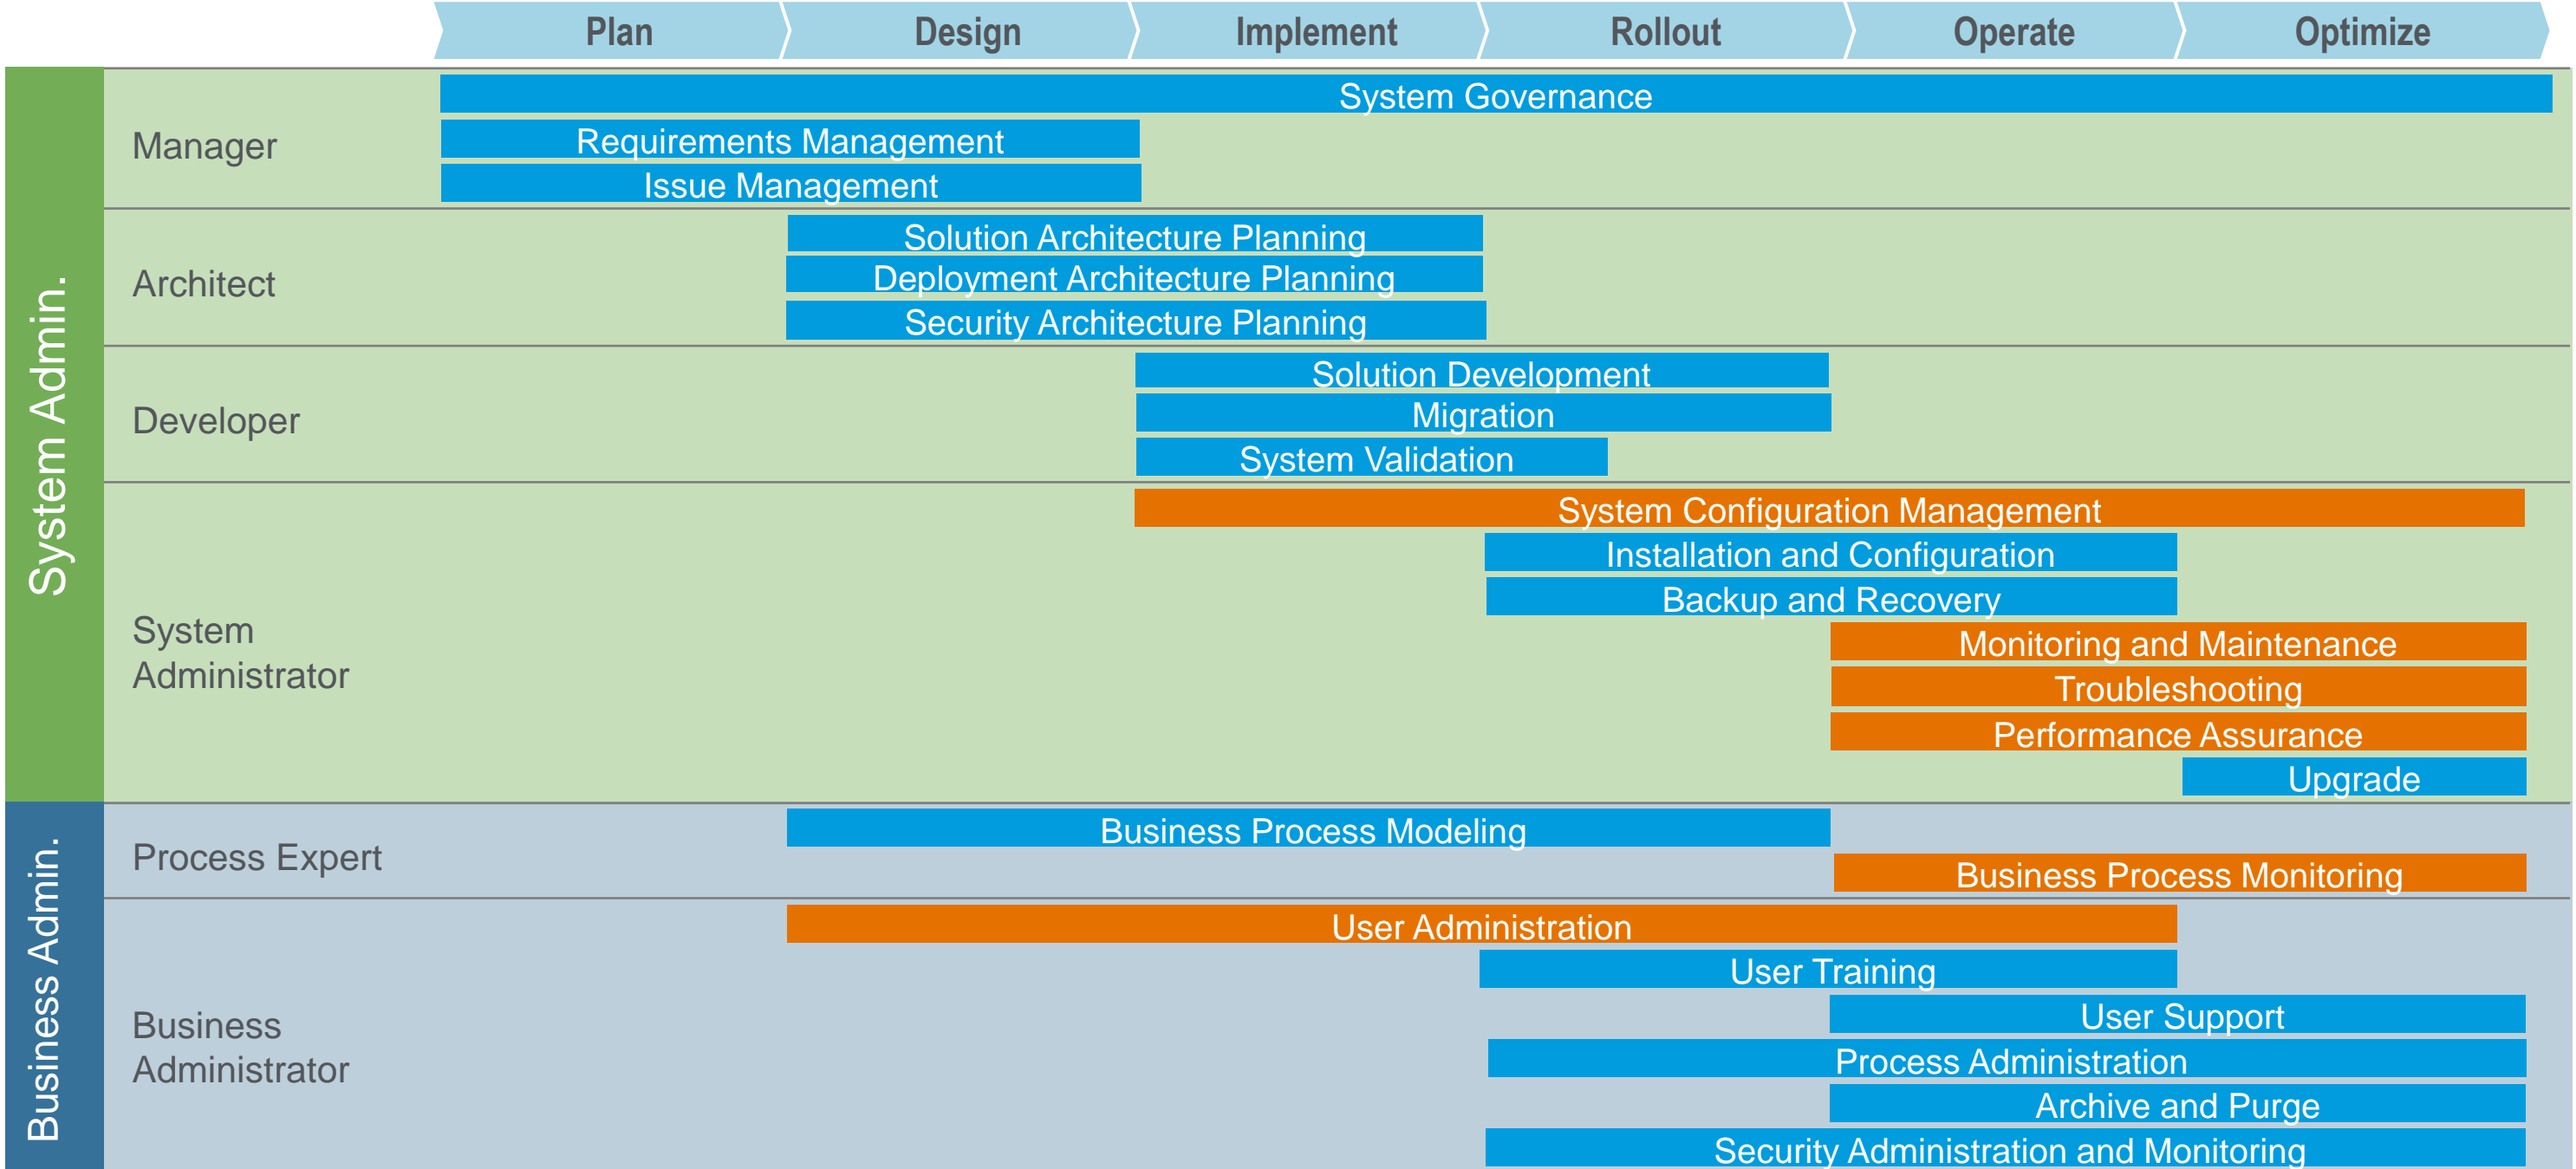 Plan
Design
Implement
Rollout
Operate
Optimize
System Admin.
Manager
System Governance
Requirements Management
Issue Management
Architect
Solution Architecture Planning
Deployment Architecture Planning
Security Architecture Planning
Developer
Solution Development
Migration
System Validation
System
Administrator
System Configuration Management
Installation and Configuration
Backup and Recovery
Monitoring and Maintenance
Troubleshooting
Performance Assurance
Upgrade
Business Admin.
Process Expert
Business Process Modeling
Business Process Monitoring
Business
Administrator
User Administration
User Training
User Support
Process Administration
Archive and Purge
Security Administration and Monitoring